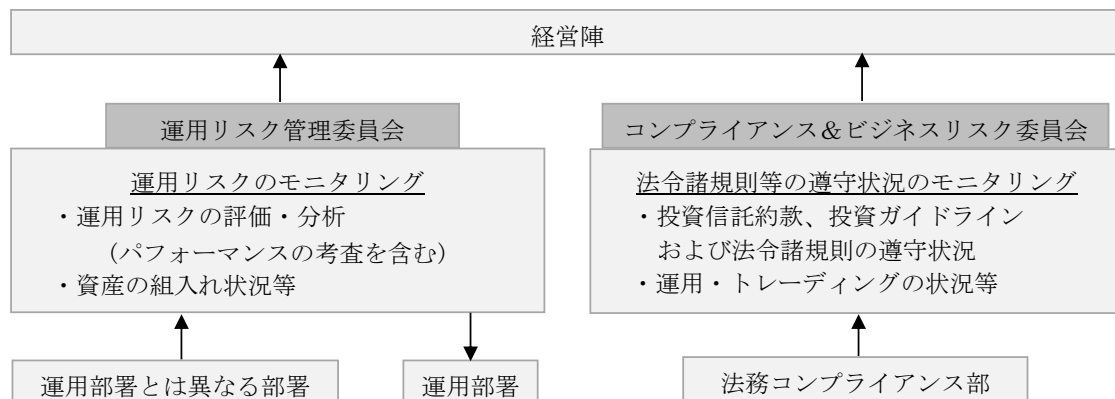 経営陣
運用リスク管理委員会
運用リスクのモニタリング
・運用リスクの評価・分析
（パフォーマンスの考査を含む）
・資産の組入れ状況等
運用部署とは異なる部署
運用部署
コンプライアンス＆ビジネスリスク委員会
法令諸規則等の遵守状況のモニタリング
・投資信託約款、投資ガイドライン
および法令諸規則の遵守状況
・運用・トレーディングの状況等
法務コンプライアンス部